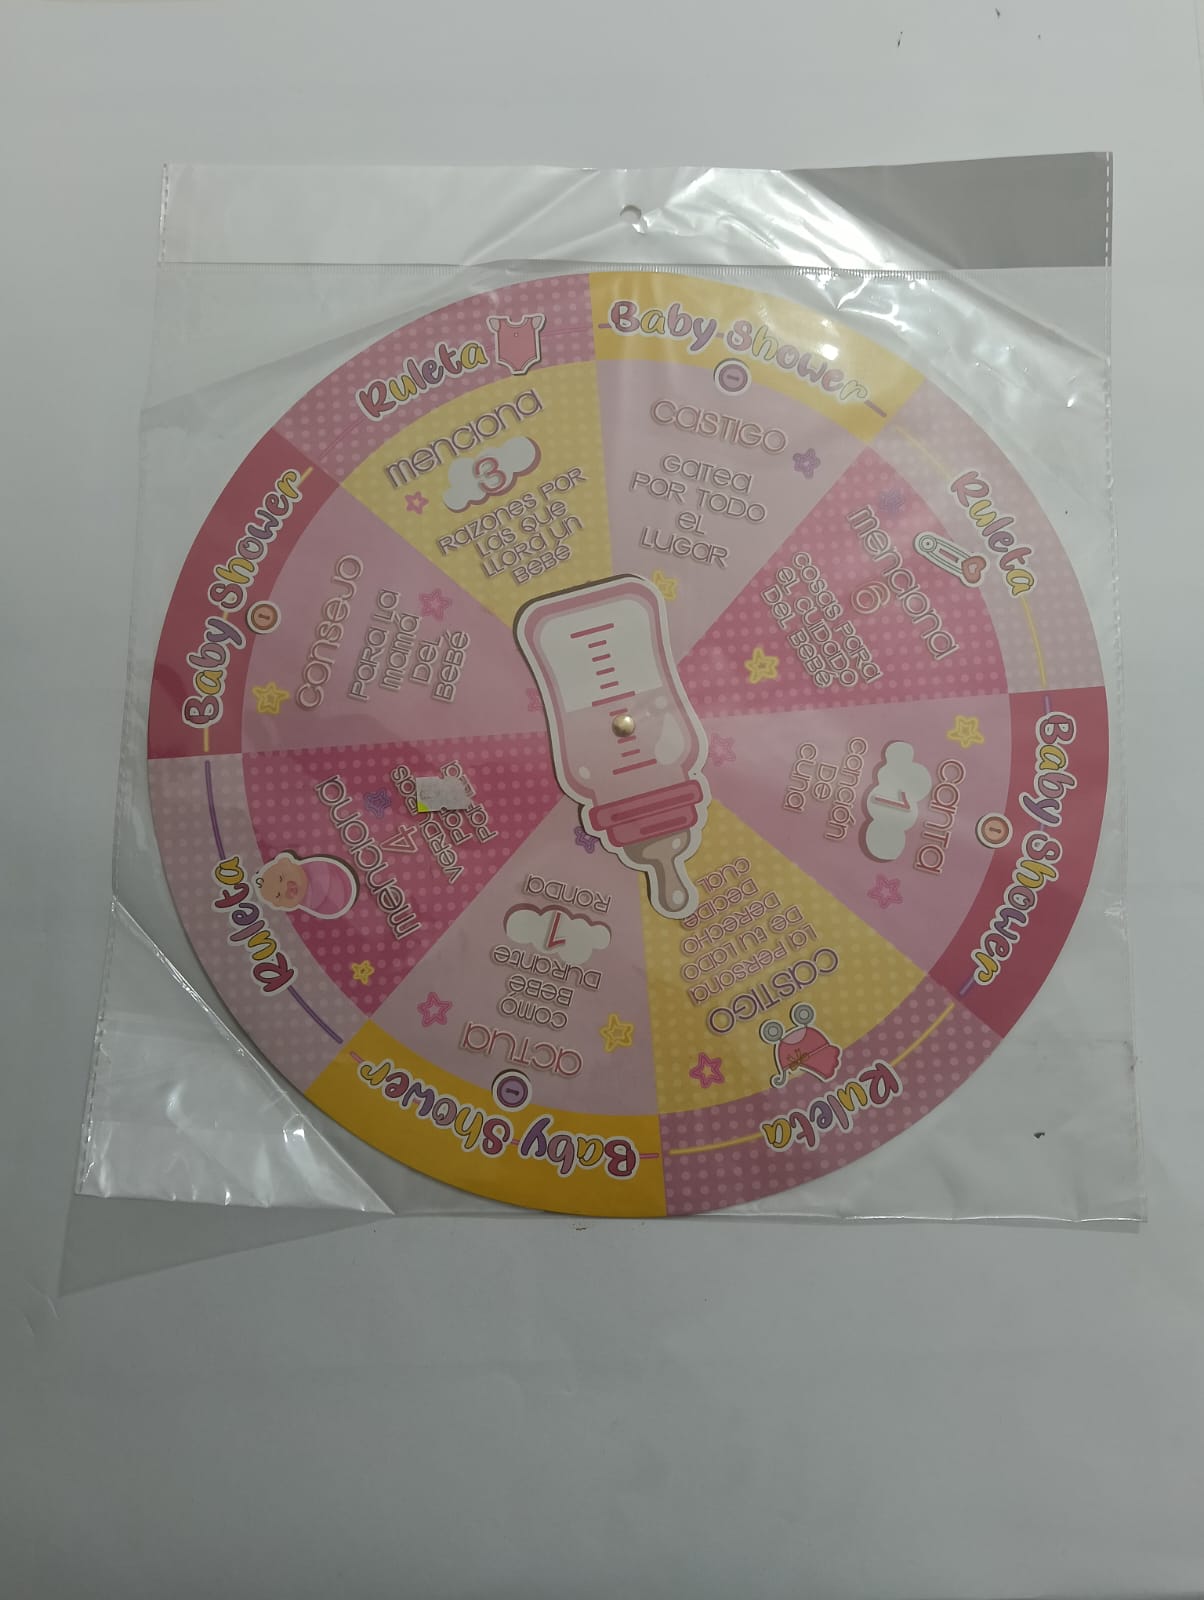 Baby Shower
CASTIGO
GATEA
POR TODO
EL
LUGAR
Ruleta
menciona
6
COSAS PARA
EL CUIDADO
DEL BEBÉ
Baby Shower
canta
1
canción
De
cuna
Ruleta
CASTIGO
La persona
De tu lado
Derecho
Decide
cual
Baby Shower
actúa
como
Bebé
Durante
1
Ronda
Ruleta
menciona
4
Baby Shower
consejo
PARA LA
mamá
DEL
BEBÉ
Ruleta
menciona
3
RAZONES POR
LAS QUE
LLORA UN
BEBÉ